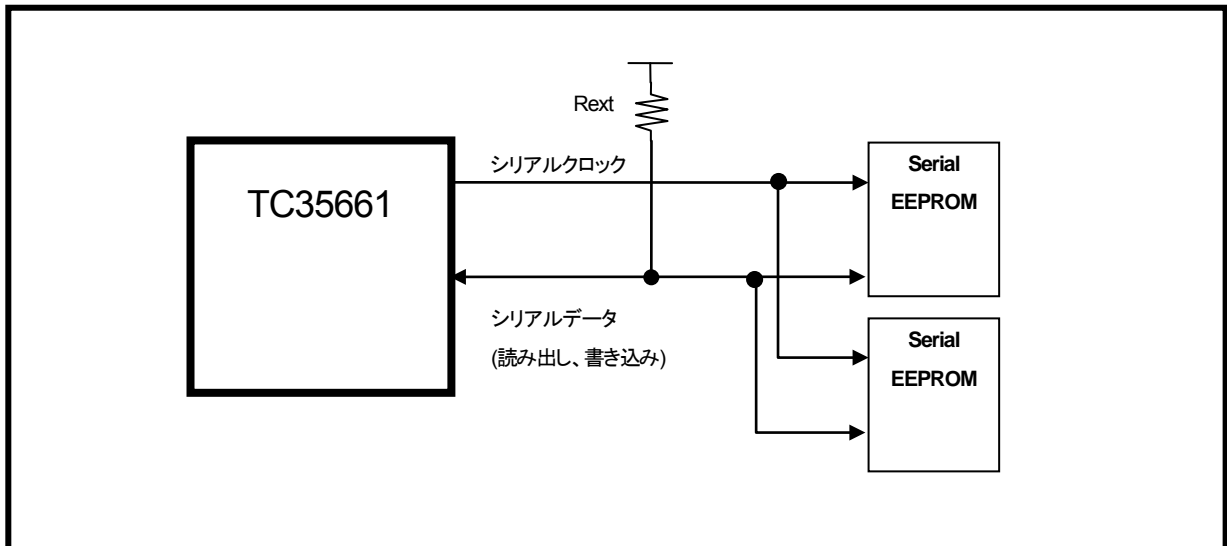 Rext
シリアルクロック
TC35661
Serial
EEPROM
シリアルデータ
(読み出し、書き込み)
Serial
EEPROM